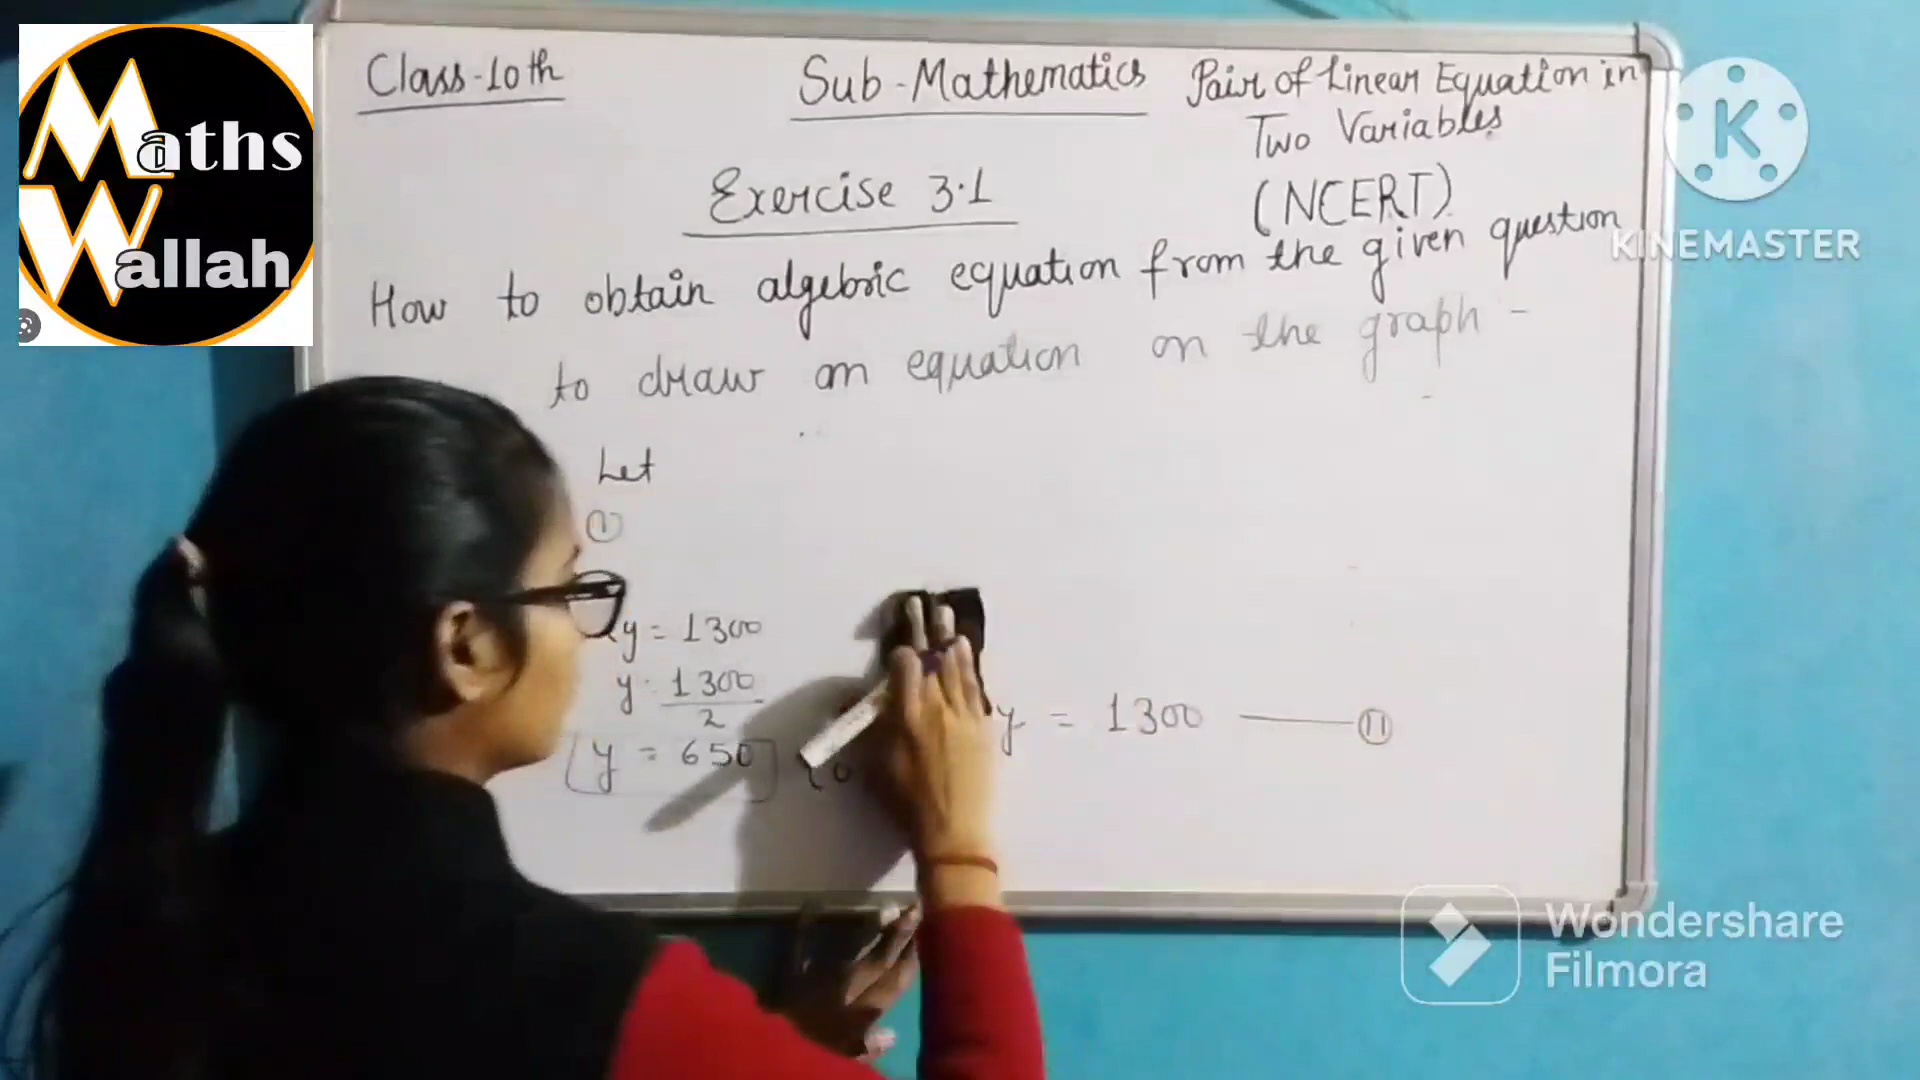 Maths
Wallah
Class-10th
Sub-Mathematics
Pair of Linear Equation in
Two Variables
(NCERT)
Exercise 3.1
How to obtain algebric equation from the given question
to draw an equation on the graph -
Let
①
y = 1300
y = 1300/2
y = 650
y = 1300 —— ⑪
K
KINEMASTER
Wondershare
Filmora